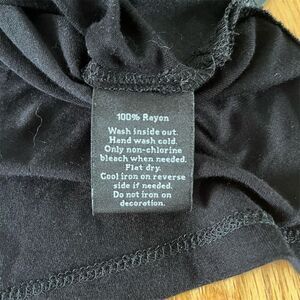 100% Rayon
Wash inside out.
Hand wash cold.
Only non-chlorine
bleach when needed.
Flat dry.
Cool iron on reverse
side if needed.
Do not iron on
decoration.